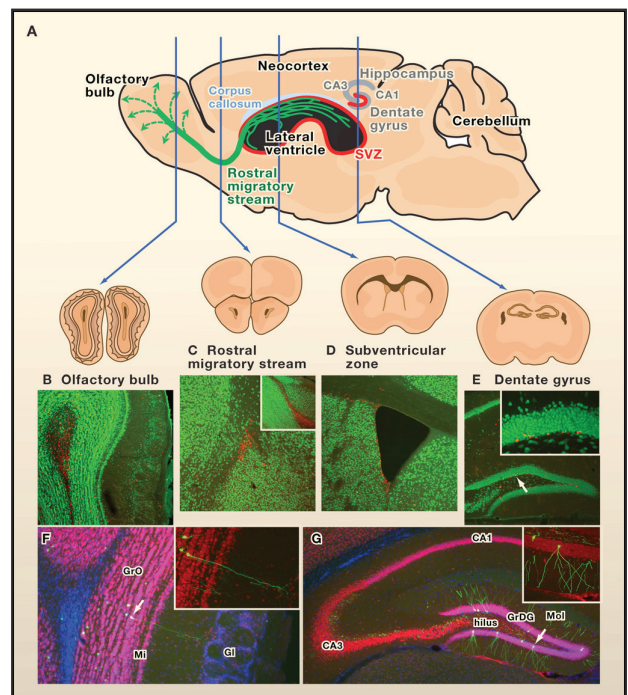 A
Neocortex
Olfactory
bulb
Corpus
callosum
Hippocampus
CA3
CA1
Dentate
gyrus
Cerebellum
Lateral
ventricle
SVZ
Rostral
migratory
stream
B Olfactory bulb
C Rostral
migratory stream
D Subventricular
zone
E Dentate gyrus
F
GrO
Mi
Gl
G
CA1
CA3
hilus
GrDG
Mol